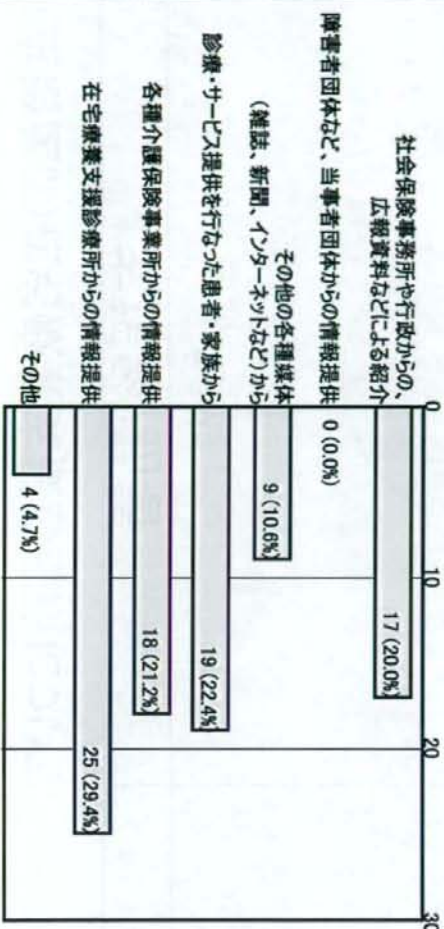 社会保険事務所や行政からの、
広報資料などによる紹介
17 (20.0%)
障害者団体など、当事者団体からの情報提供
0 (0.0%)
その他の各種媒体
(雑誌、新聞、インターネットなど)から
9 (10.6%)
診療・サービス提供を行なった患者・家族から
19 (22.4%)
各種介護保険事業所からの情報提供
18 (21.2%)
在宅療養支援診療所からの情報提供
25 (29.4%)
その他
4 (4.7%)
0
10
20
30